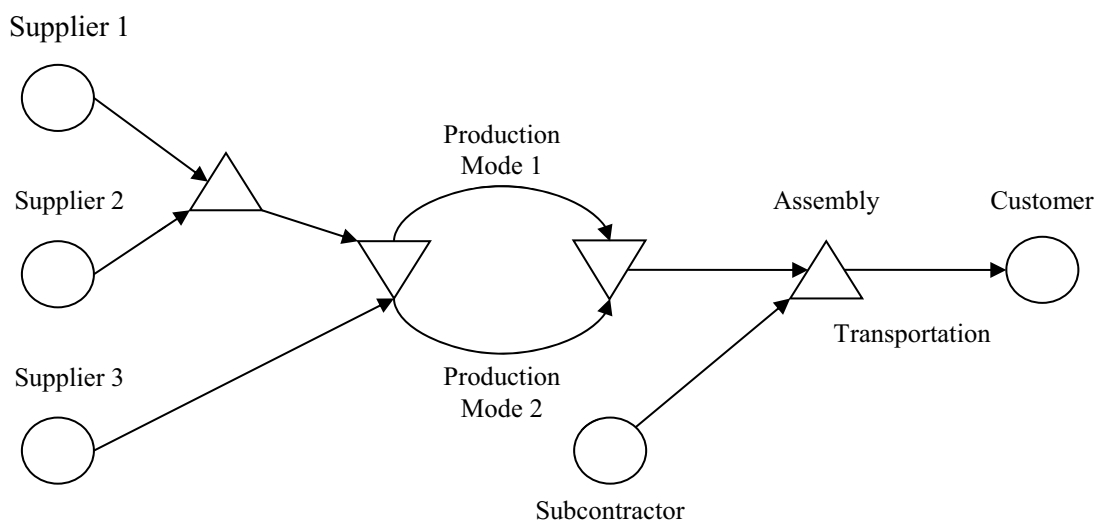 Supplier 1
Production
Mode 1
Supplier 2
Assembly
Customer
Transportation
Supplier 3
Production
Mode 2
Subcontractor